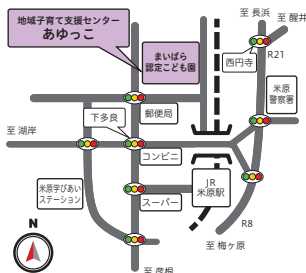 地域子育て支援センター
あゆっこ
まいばら
認定こども園
至 長浜
至 醒井
西円寺
R21
米原
警察署
郵便局
下多良
至 湖岸
コンビニ
米原学びあい
ステーション
スーパー
JR
米原駅
R8
至 梅ヶ原
N
至 彦根